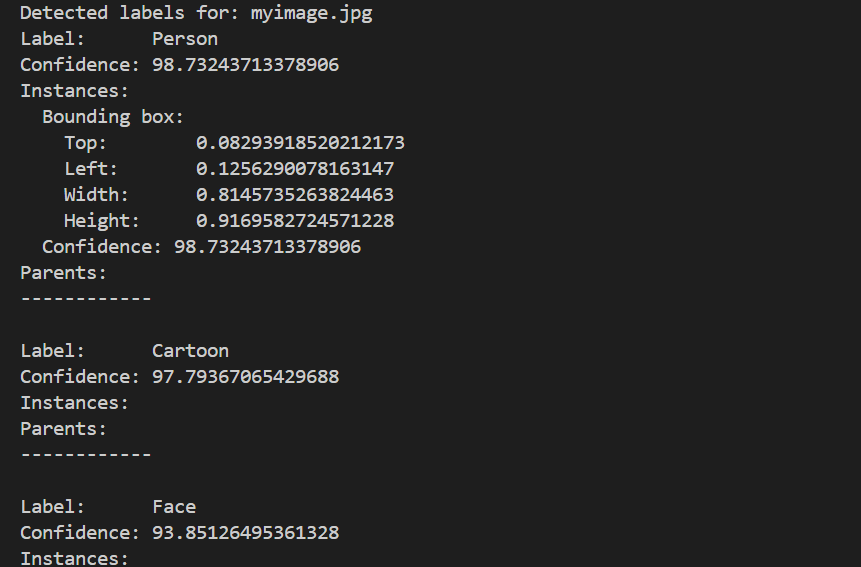 Detected labels for: myimage.jpg
Label:      Person
Confidence: 98.73243713378906
Instances:
  Bounding box:
    Top:        0.08293918520212173
    Left:       0.1256290078163147
    Width:      0.8145735263824463
    Height:     0.9169582724571228
  Confidence: 98.73243713378906
Parents:
------------

Label:      Cartoon
Confidence: 97.79367065429688
Instances:
Parents:
------------

Label:      Face
Confidence: 93.85126495361328
Instances: